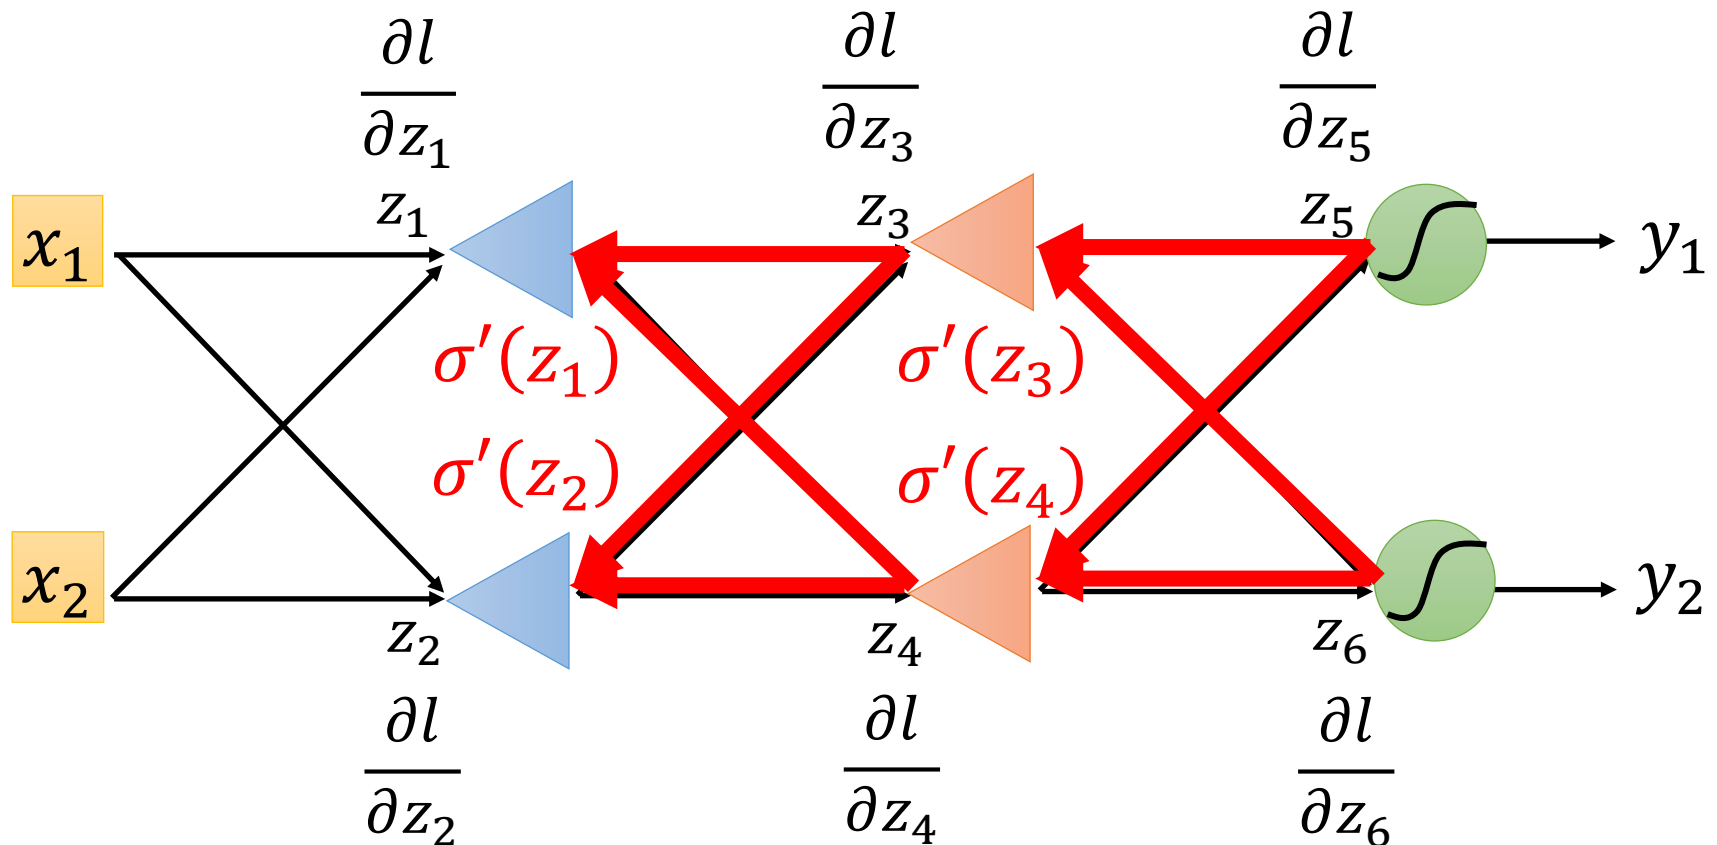 ∂l/∂z₁ ∂l/∂z₃ ∂l/∂z₅
x₁ z₁ z₃ z₅ y₁
σ′(z₁) σ′(z₃)
σ′(z₂) σ′(z₄)
x₂ z₂ z₄ z₆ y₂
∂l/∂z₂ ∂l/∂z₄ ∂l/∂z₆